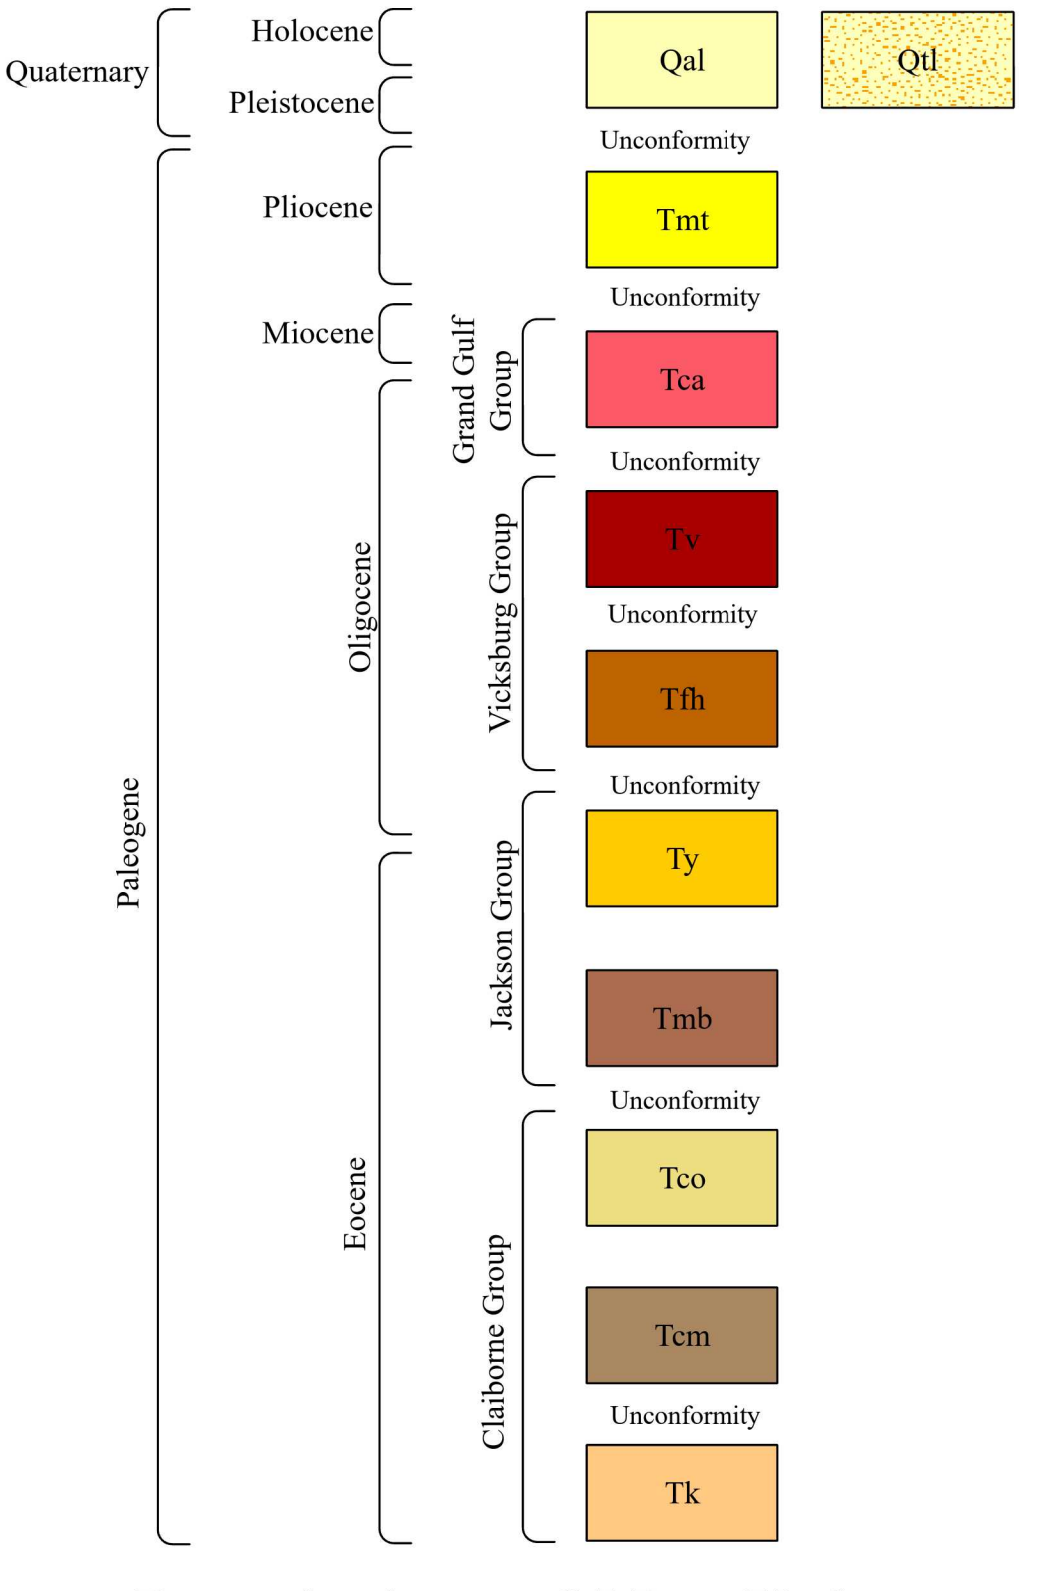 Holocene
Quaternary
Pleistocene
Qal
Qtl
Unconformity
Pliocene
Tmt
Unconformity
Miocene
Grand Gulf
Group
Tca
Unconformity
Paleogene
Oligocene
Vicksburg Group
Tv
Unconformity
Tfh
Unconformity
Jackson Group
Ty
Tmb
Unconformity
Eocene
Claiborne Group
Tco
Tcm
Unconformity
Tk